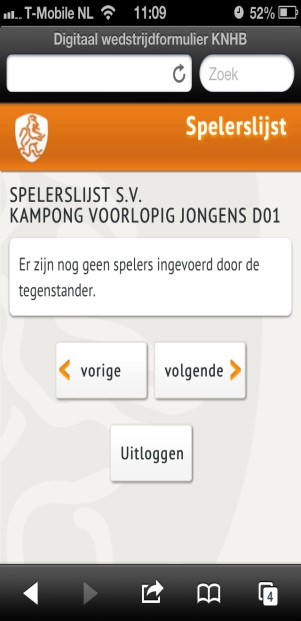 T-Mobile NL 11:09 52%
Digitaal wedstrijdformulier KNHB
Zoek
Spelerslijst
SPELERSLIJST S.V.
KAMPONG VOORLOPIG JONGENS D01
Er zijn nog geen spelers ingevoerd door de
tegenstander.
vorige volgende
Uitloggen
4